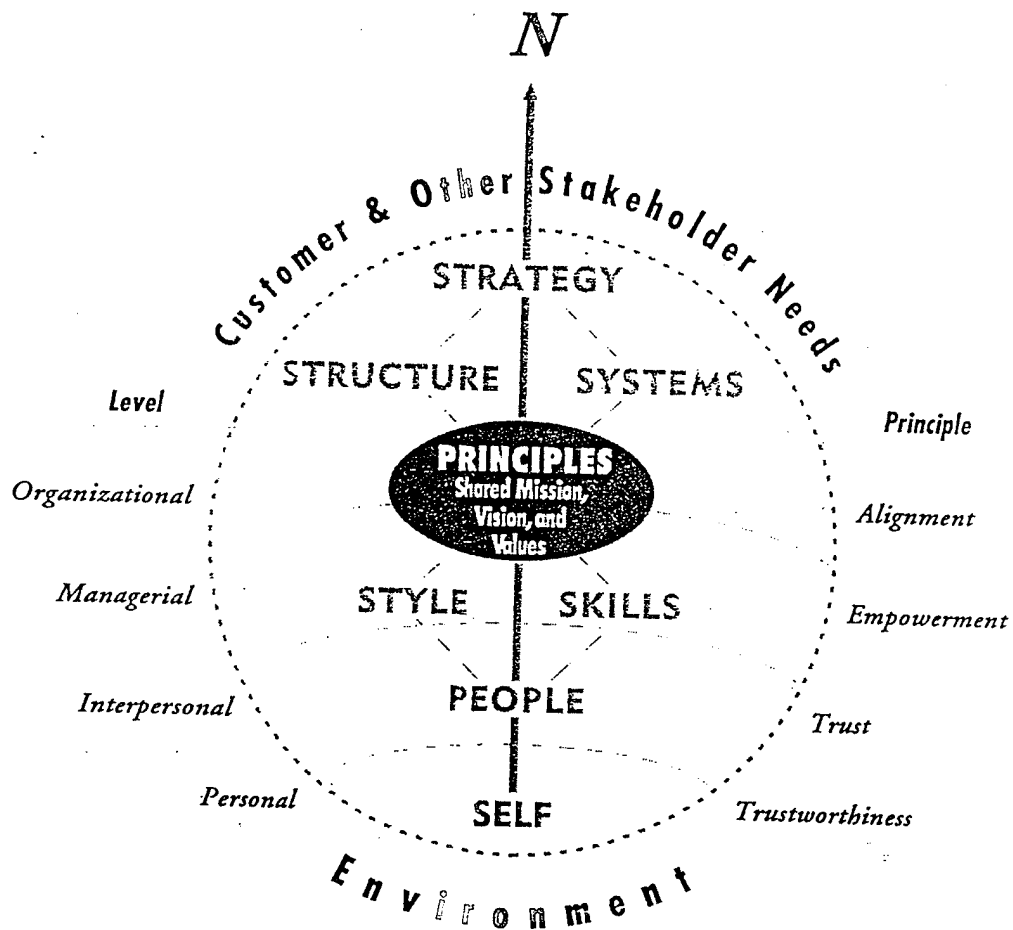 N
Customer & Other Stakeholder Needs
STRATEGY
STRUCTURE SYSTEMS
Level
Principle
PRINCIPLES
Shared Mission,
Vision, and
Values
Organizational
Alignment
Managerial
STYLE SKILLS
Empowerment
Interpersonal
PEOPLE
Trust
Personal
SELF
Trustworthiness
Environment